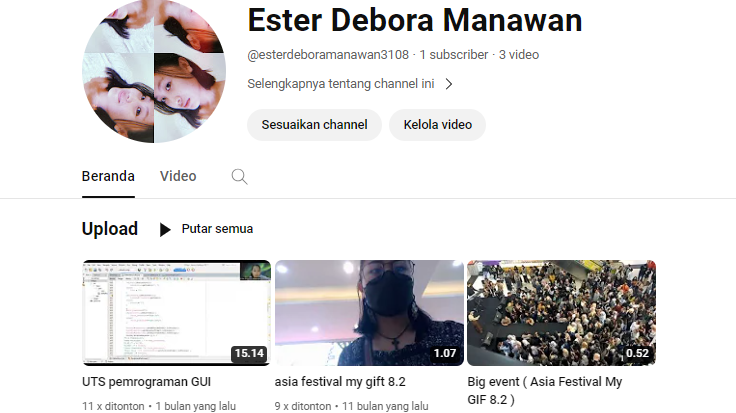 Ester Debora Manawan
@esterdeboramanawan3108 · 1 subscriber · 3 video
Selengkapnya tentang channel ini
Sesuaikan channel
Kelola video
Beranda
Video
Upload
Putar semua
15.14
1.07
0.52
UTS pemrograman GUI
asia festival my gift 8.2
Big event ( Asia Festival My
GIF 8.2 )
11 x ditonton • 1 bulan yang lalu
9 x ditonton • 11 bulan yang lalu